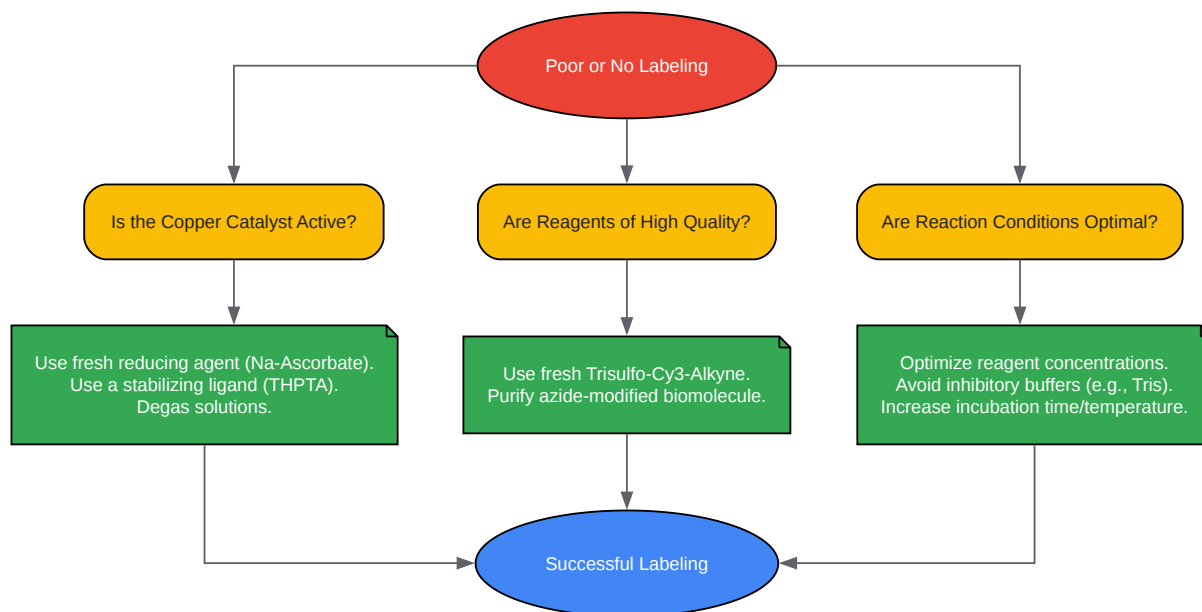 Poor or No Labeling
Is the Copper Catalyst Active?
Are Reagents of High Quality?
Are Reaction Conditions Optimal?
Use fresh reducing agent (Na-Ascorbate).
Use a stabilizing ligand (THPTA).
Degas solutions.
Use fresh Trisulfo-Cy3-Alkyne.
Purify azide-modified biomolecule.
Optimize reagent concentrations.
Avoid inhibitory buffers (e.g., Tris).
Increase incubation time/temperature.
Successful Labeling